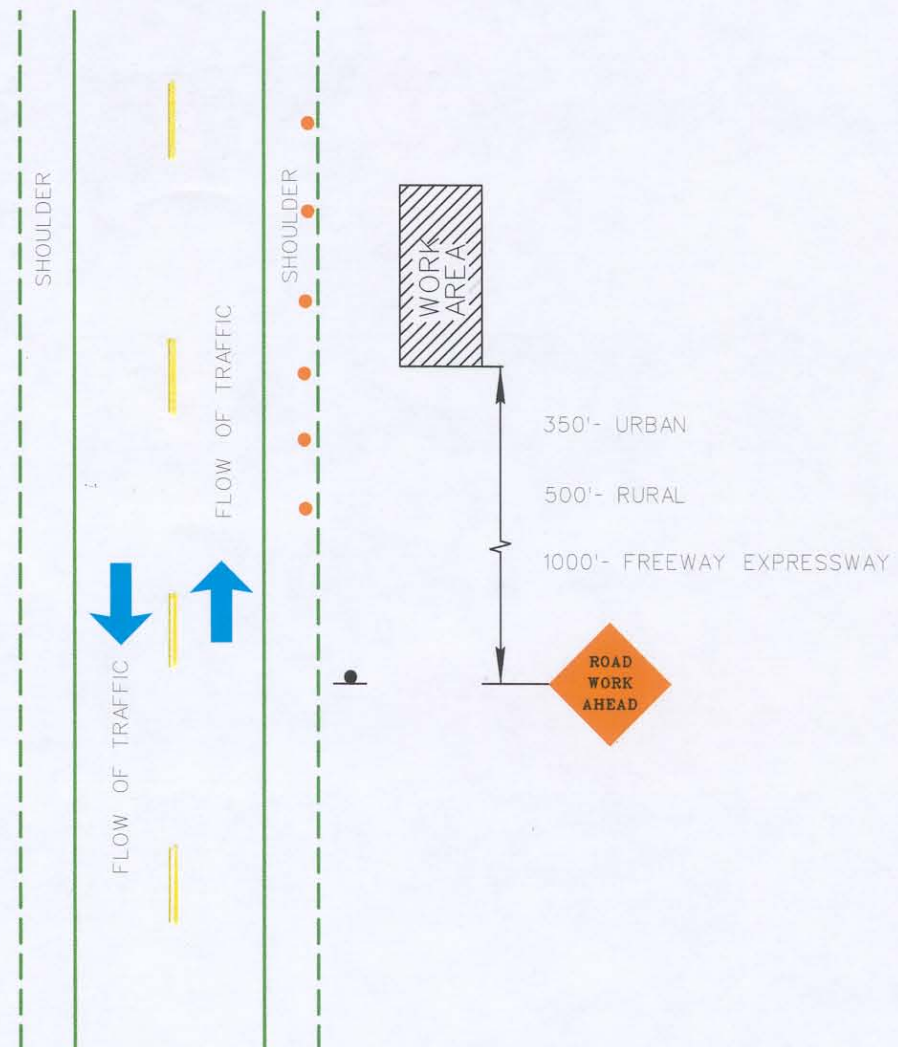 SHOULDER
SHOULDER
FLOW OF TRAFFIC
WORK
AREA
350'- URBAN
500'- RURAL
1000'- FREEWAY EXPRESSWAY
ROAD
WORK
AHEAD
FLOW OF TRAFFIC